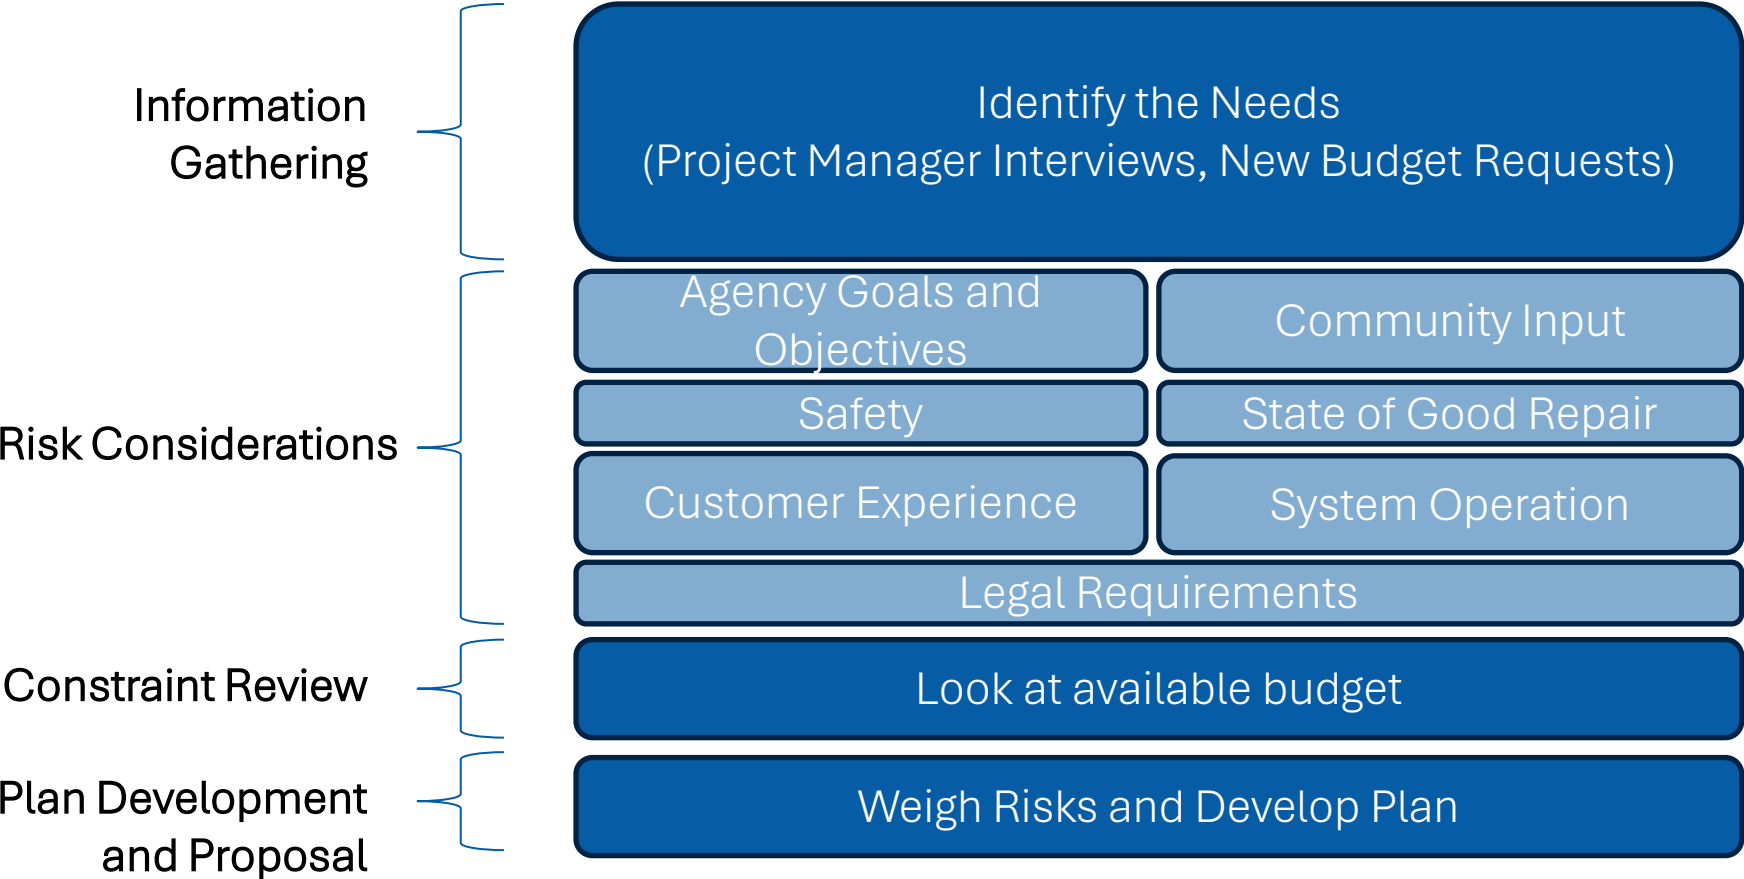 Information
Gathering
Identify the Needs
(Project Manager Interviews, New Budget Requests)
Risk Considerations
Agency Goals and
Objectives
Community Input
Safety
State of Good Repair
Customer Experience
System Operation
Legal Requirements
Constraint Review
Look at available budget
Plan Development
and Proposal
Weigh Risks and Develop Plan